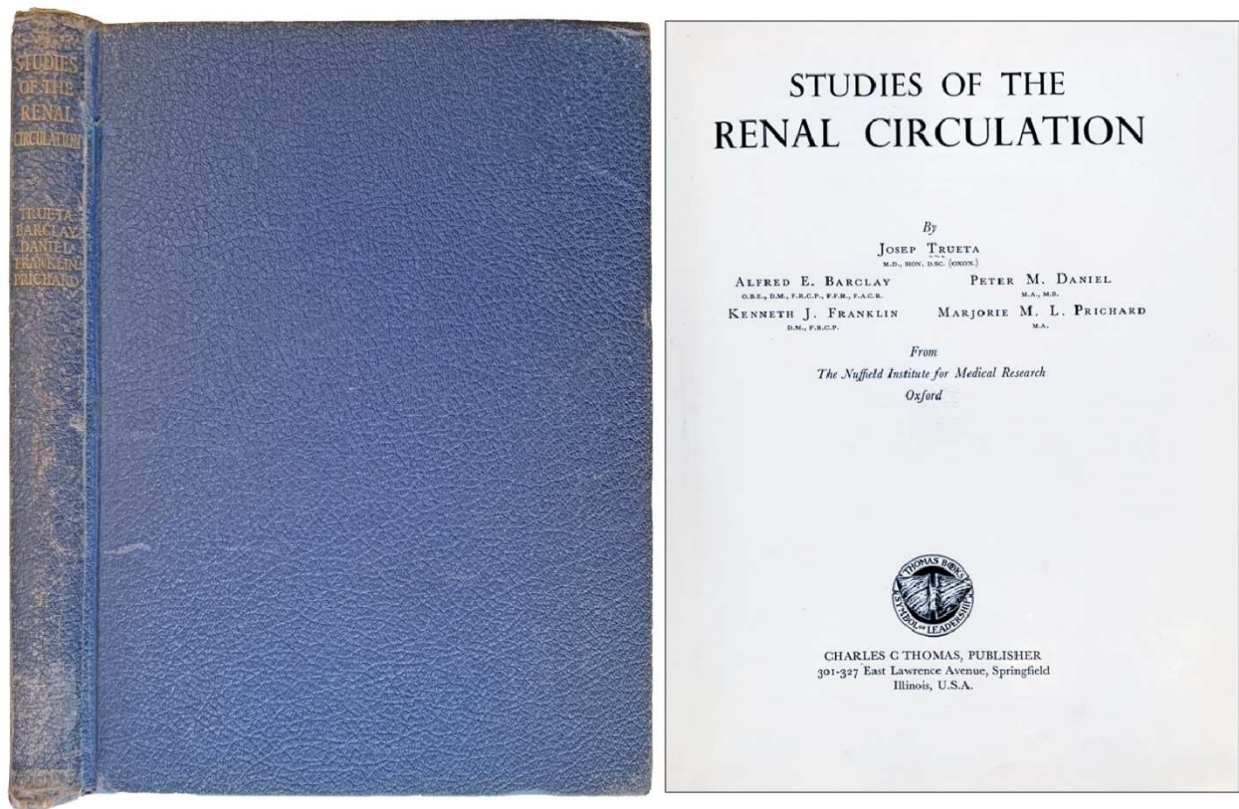 STUDIES
OF THE
RENAL
CIRCULATION
TRUETA
BARCLAY
DANIEL
FRANKLIN
PRICHARD
STUDIES OF THE
RENAL CIRCULATION
By
JOSEP TRUETA
M.D., HON. D.SC. (OXON.)
ALFRED E. BARCLAY PETER M. DANIEL
O.B.E., D.M., F.R.C.P., F.F.R., F.A.C.R. M.A., M.B.
KENNETH J. FRANKLIN MARJORIE M. L. PRICHARD
D.M., F.R.C.P. M.A.
From
The Nuffield Institute for Medical Research
Oxford
THOMAS BOOKS
SYMBOL OF LEADERSHIP
CHARLES C THOMAS, PUBLISHER
301-327 East Lawrence Avenue, Springfield
Illinois, U.S.A.